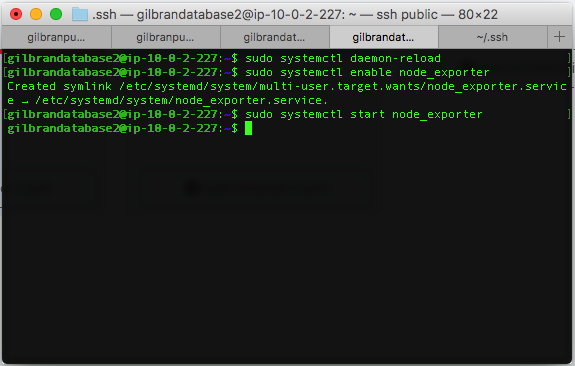 .ssh — gilbrandatabase2@ip-10-0-2-227: ~ — ssh public — 80×22
gilbranpu... gilbranpu... gilbrandat... gilbrandat... ~/.ssh +
[gilbrandatabase2@ip-10-0-2-227:~$ sudo systemctl daemon-reload ]
[gilbrandatabase2@ip-10-0-2-227:~$ sudo systemctl enable node_exporter ]
Created symlink /etc/systemd/system/multi-user.target.wants/node_exporter.servic
e → /etc/systemd/system/node_exporter.service.
[gilbrandatabase2@ip-10-0-2-227:~$ sudo systemctl start node_exporter ]
gilbrandatabase2@ip-10-0-2-227:~$